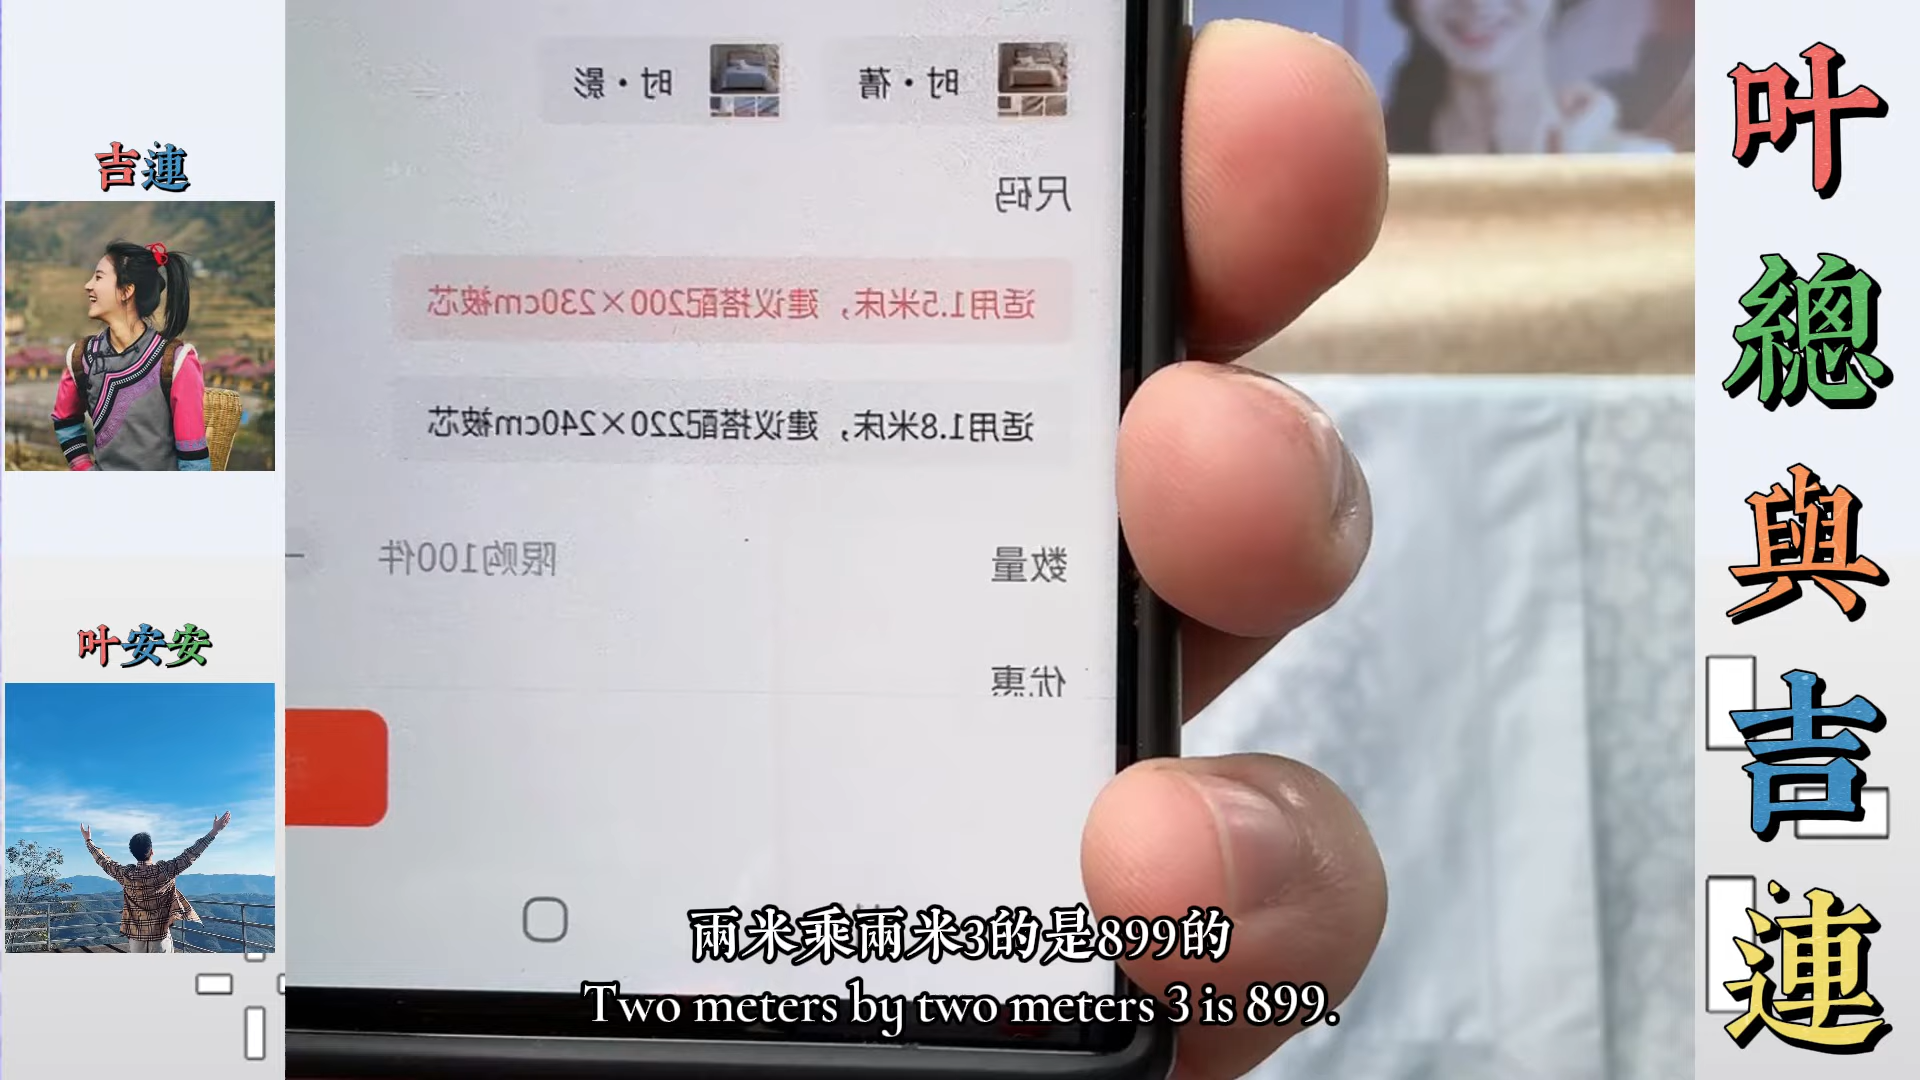 吉連
叶安安
时·蒨
时·影
尺码
适用1.5米床，建议搭配200×230cm被芯
适用1.8米床，建议搭配220×240cm被芯
数量
限购100件
优惠
兩米乘兩米3的是899的
Two meters by two meters 3 is 899.
叶總與吉連